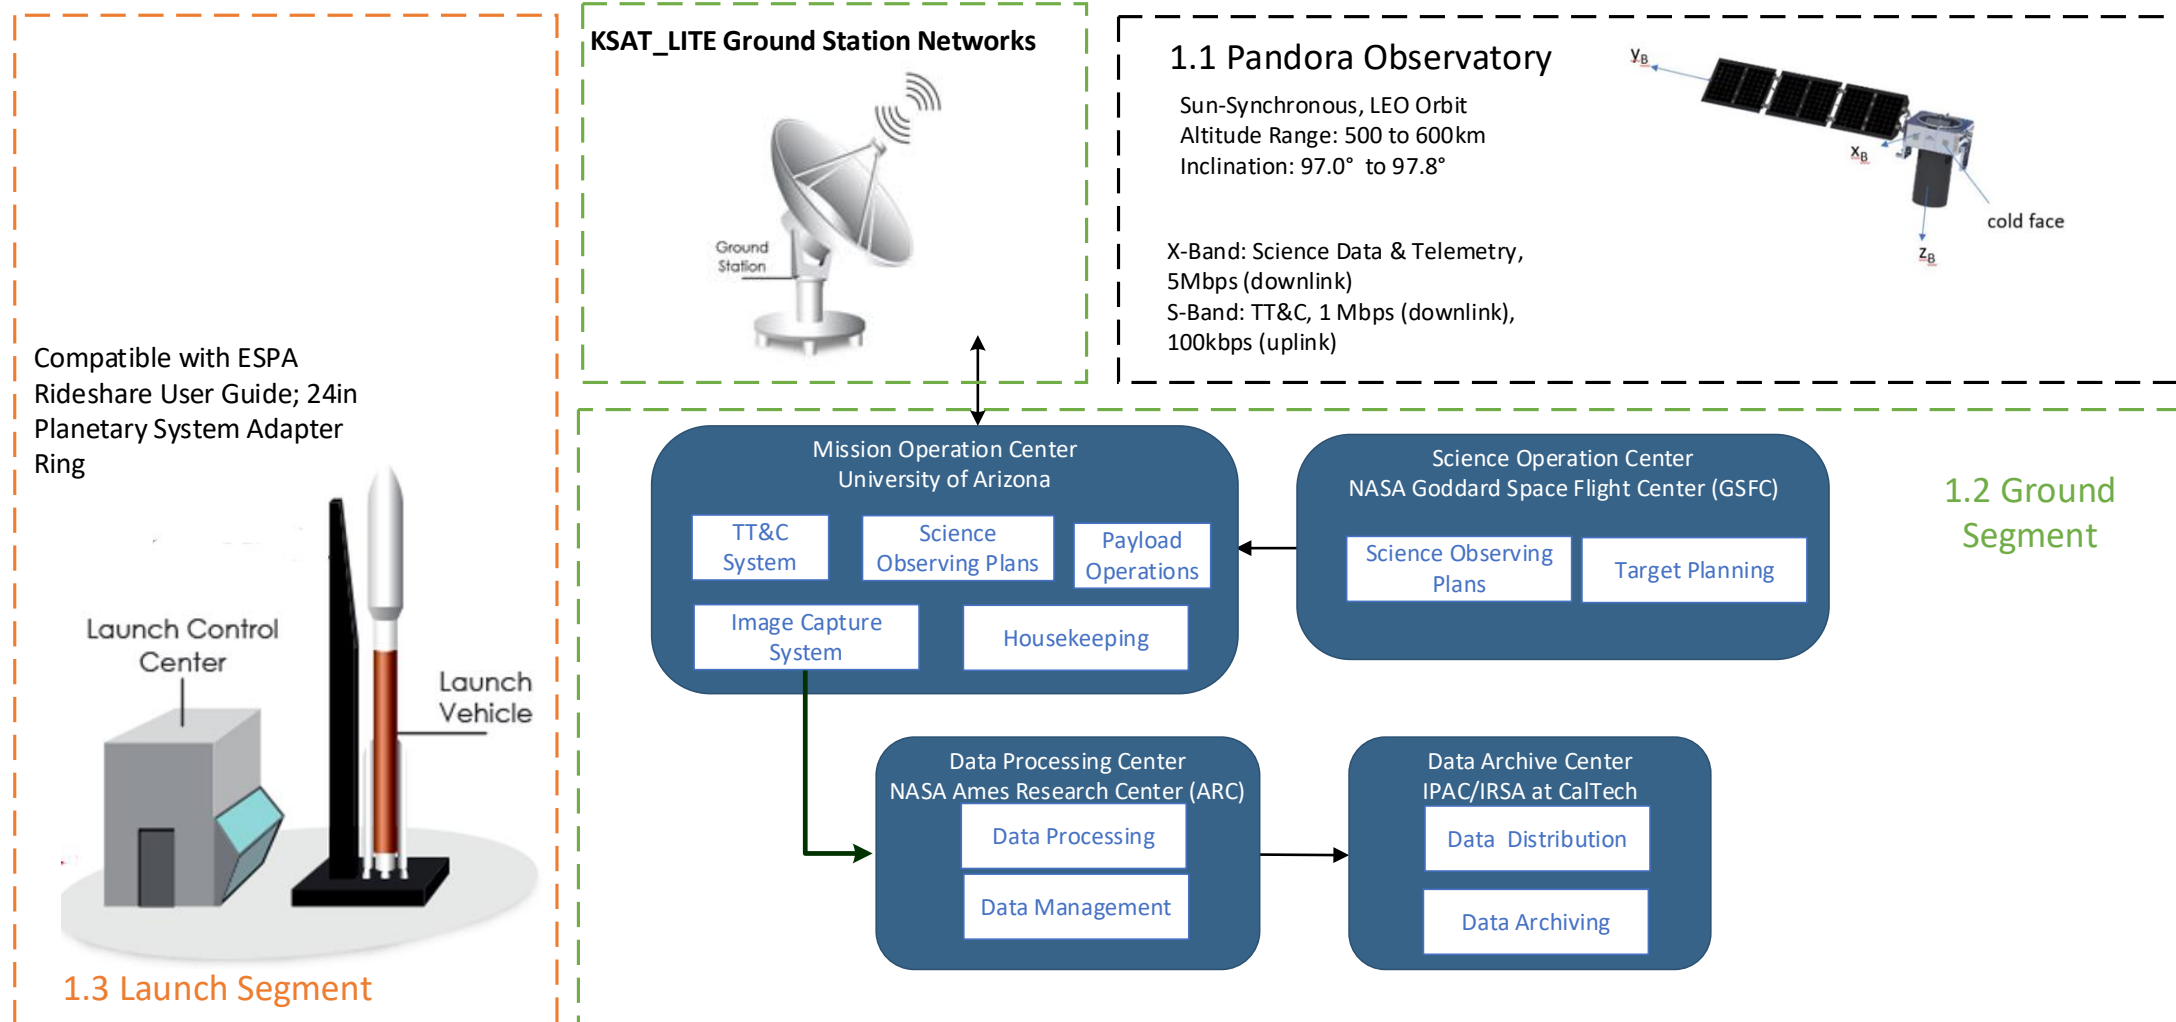 KSAT_LITE Ground Station Networks
Ground
Station
1.1 Pandora Observatory
Sun-Synchronous, LEO Orbit
Altitude Range: 500 to 600km
Inclination: 97.0° to 97.8°
X-Band: Science Data & Telemetry,
5Mbps (downlink)
S-Band: TT&C, 1 Mbps (downlink),
100kbps (uplink)
yB
xB
zB
cold face
Compatible with ESPA
Rideshare User Guide; 24in
Planetary System Adapter
Ring
Launch Control
Center
Launch
Vehicle
1.3 Launch Segment
Mission Operation Center
University of Arizona
TT&C
System
Science
Observing Plans
Payload
Operations
Image Capture
System
Housekeeping
Science Operation Center
NASA Goddard Space Flight Center (GSFC)
Science Observing
Plans
Target Planning
1.2 Ground
Segment
Data Processing Center
NASA Ames Research Center (ARC)
Data Processing
Data Management
Data Archive Center
IPAC/IRSA at CalTech
Data Distribution
Data Archiving